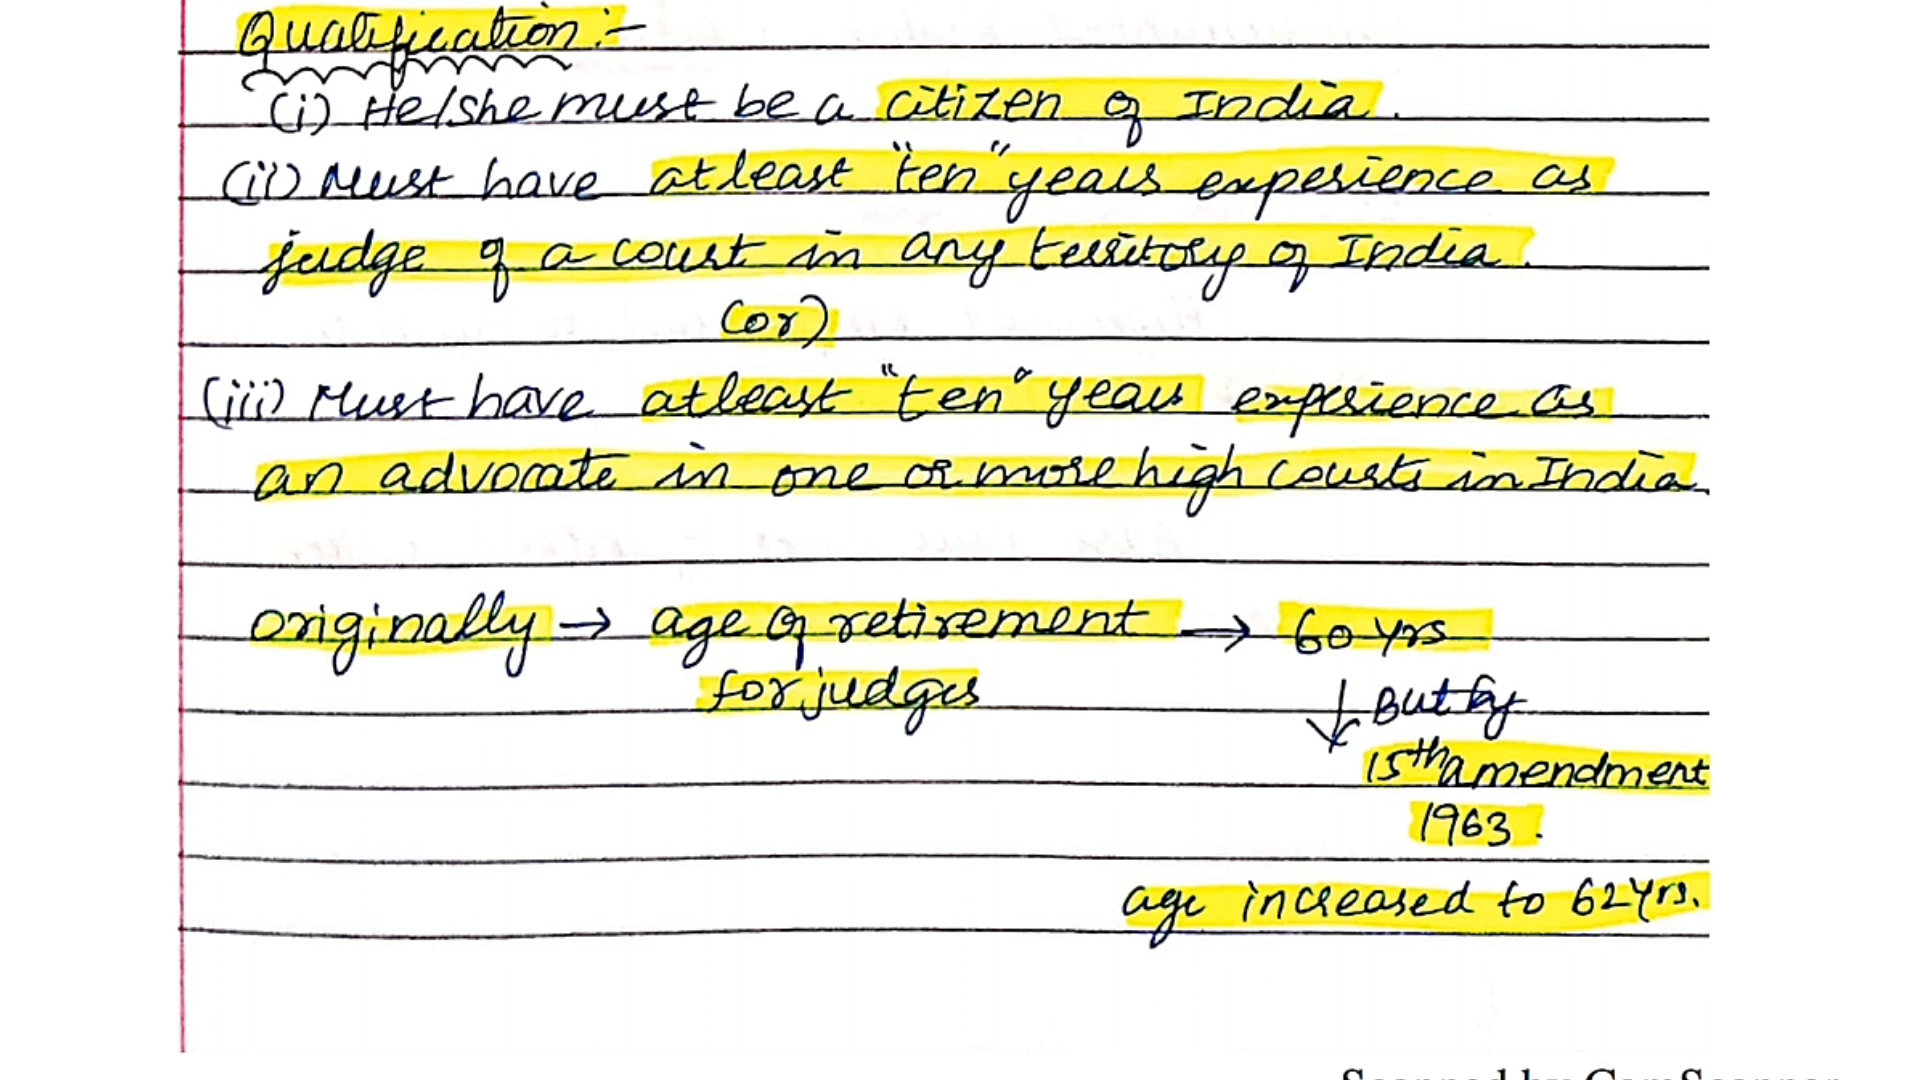 Qualification :-
(i) He/she must be a citizen of India.
(ii) Must have atleast "ten" years experience as
judge of a court in any territory of India.
(or)
(iii) Must have atleast "ten" years experience as
an advocate in one or more high courts in India.
originally → age of retirement → 60 yrs
for judges
↓ But by
15th amendment
1963.
age increased to 62 yrs.